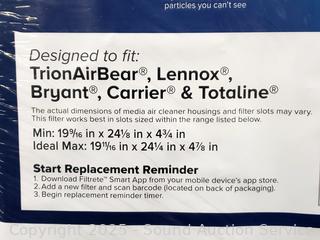 particles you can't see
Designed to fit:
TrionAirBear®, Lennox®,
Bryant®, Carrier® & Totaline®
The actual dimensions of media air cleaner housings and filter slots may vary.
This filter works best in slots sized within the range listed below.
Min: 19⁹⁄₁₆ in x 24⅛ in x 4¾ in
Ideal Max: 19¹¹⁄₁₆ in x 24¼ in x 4⅞ in
Start Replacement Reminder
1. Download Filtrete™ Smart App from your mobile device's app store.
2. Add a new filter and scan barcode (located on back of packaging).
3. Begin replacement reminder timer.
Copyright 2025 - Sound Auction Service